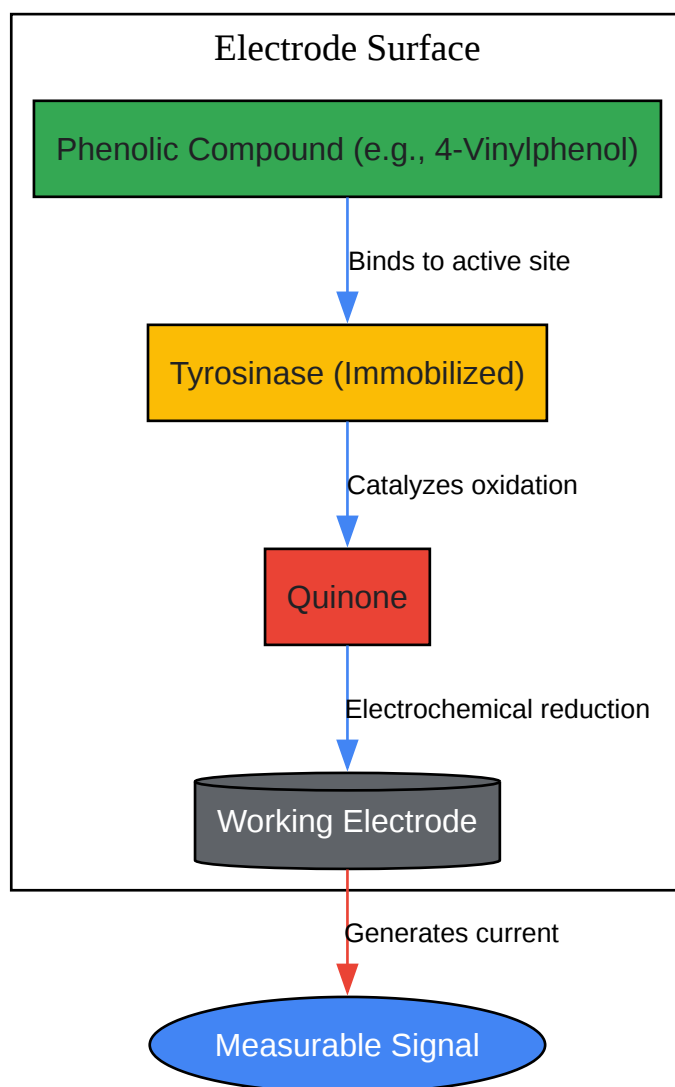 Electrode Surface
Phenolic Compound (e.g., 4-Vinylphenol)
Binds to active site
Tyrosinase (Immobilized)
Catalyzes oxidation
Quinone
Electrochemical reduction
Working Electrode
Generates current
Measurable Signal